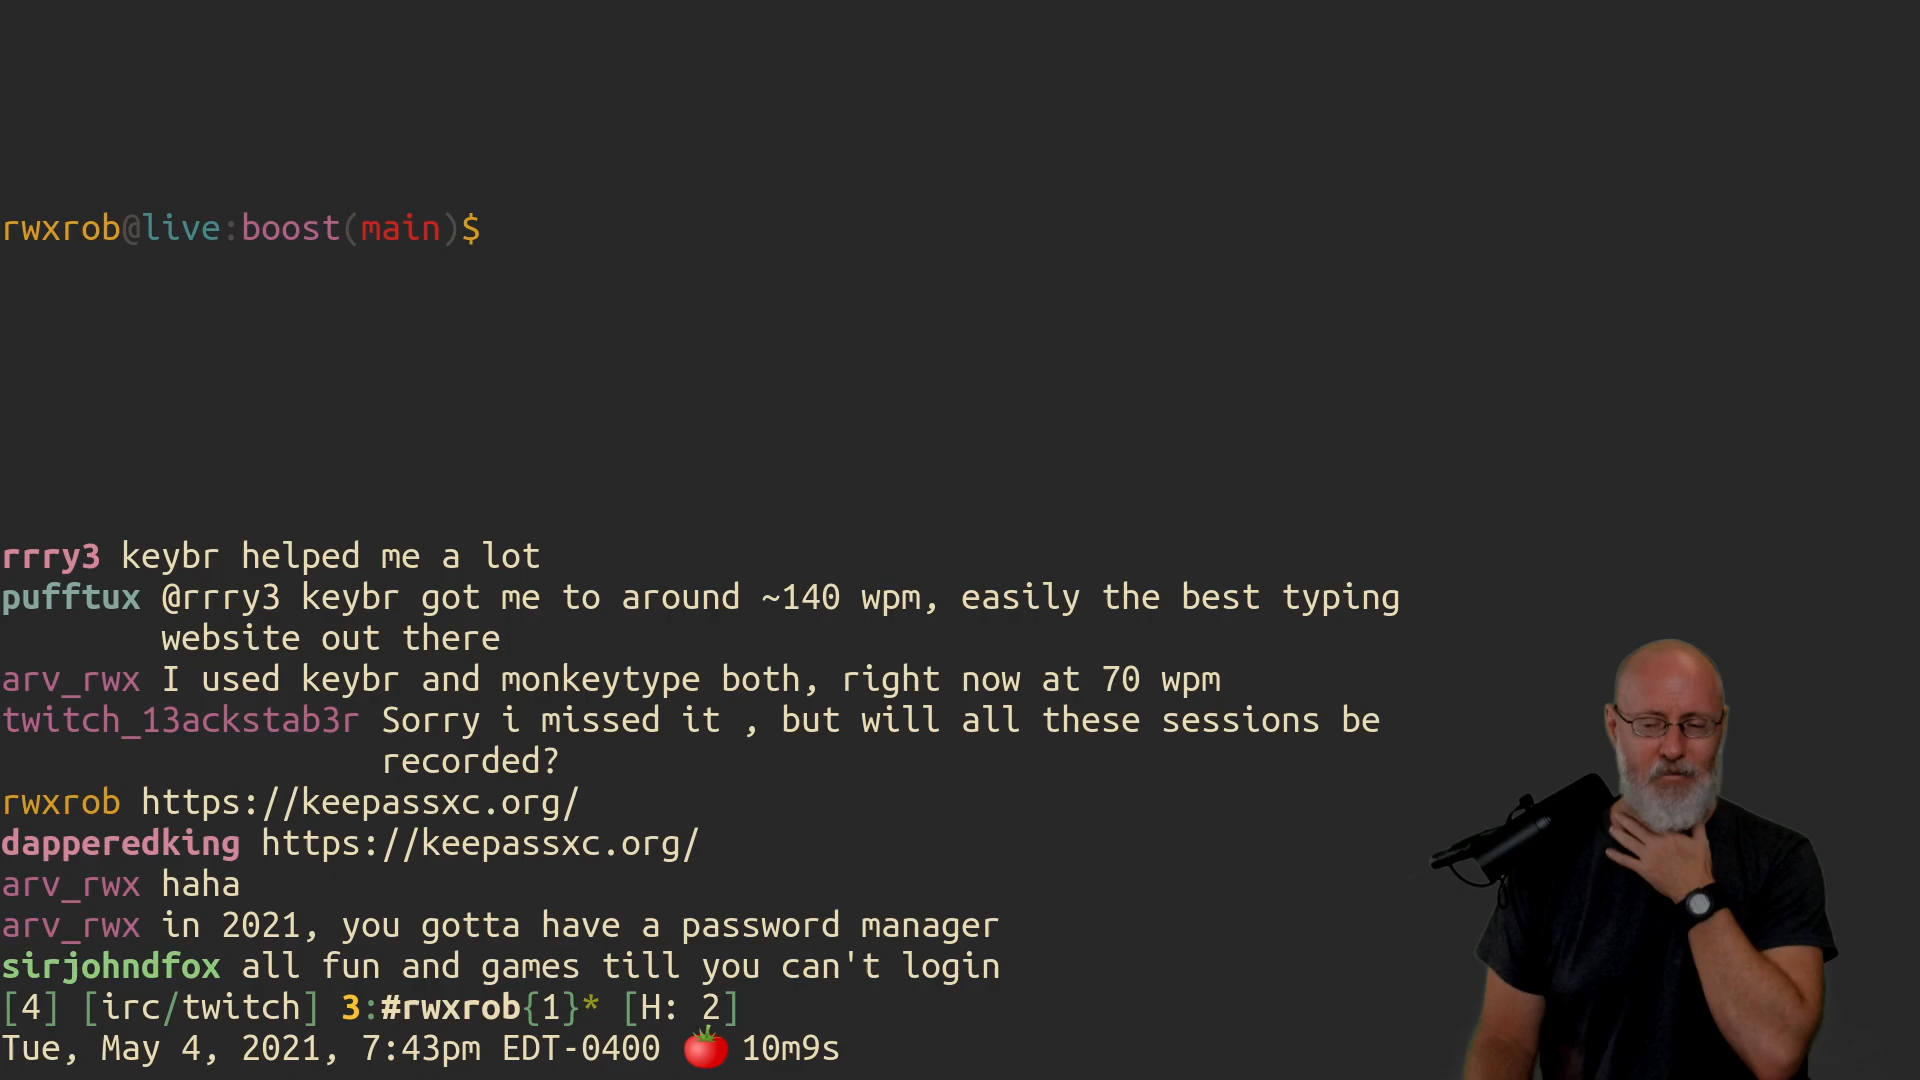 rwxrob@live:boost(main)$
rrry3 keybr helped me a lot
pufftux @rrry3 keybr got me to around ~140 wpm, easily the best typing
website out there
arv_rwx I used keybr and monkeytype both, right now at 70 wpm
twitch_13ackstab3r Sorry i missed it , but will all these sessions be
recorded?
rwxrob https://keepassxc.org/
dapperedking https://keepassxc.org/
arv_rwx haha
arv_rwx in 2021, you gotta have a password manager
sirjohndfox all fun and games till you can't login
[4] [irc/twitch] 3:#rwxrob{1}* [H: 2]
Tue, May 4, 2021, 7:43pm EDT-0400 🍅 10m9s